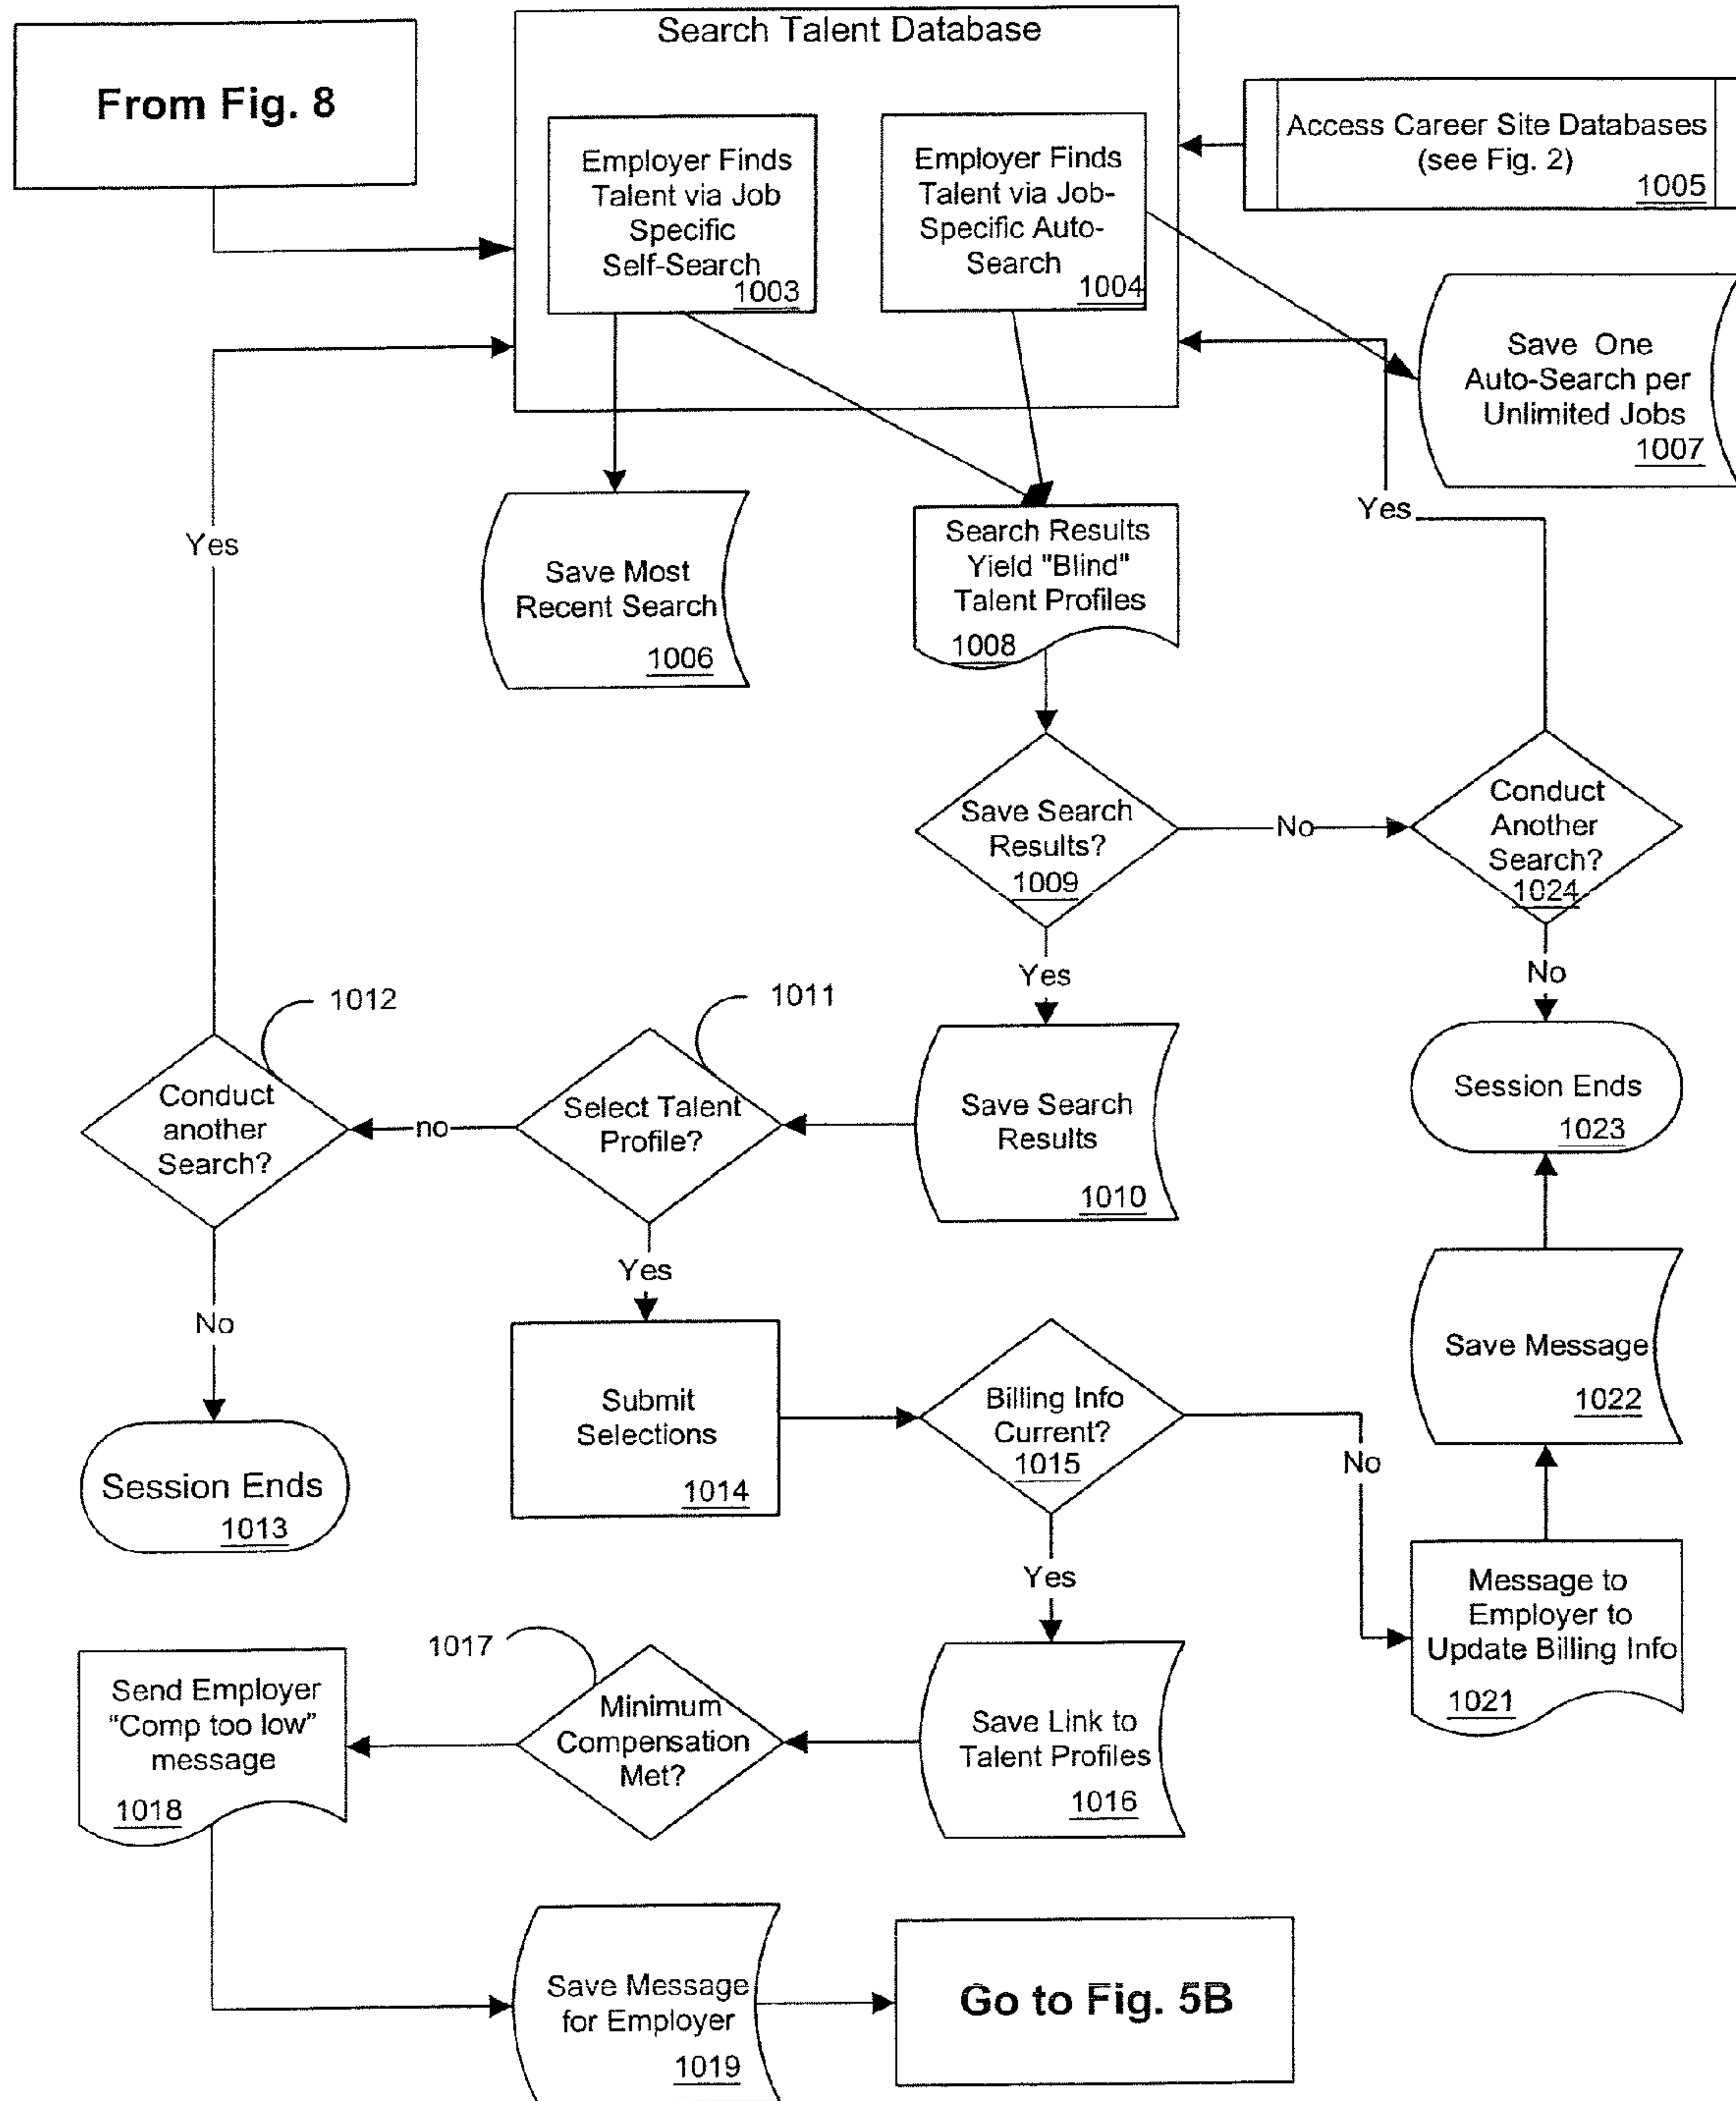 Search Talent Database
From Fig. 8
Employer Finds
Talent via Job
Specific
Self-Search
1003
Employer Finds
Talent via Job-
Specific Auto-
Search
1004
Access Career Site Databases
(see Fig. 2)
1005
Save One
Auto-Search per
Unlimited Jobs
1007
Yes
Yes
Save Most
Recent Search
1006
Search Results
Yield "Blind"
Talent Profiles
1008
Save Search
Results?
1009
No
Conduct
Another
Search?
1024
Yes
No
1012
1011
Conduct
another
Search?
no
Select Talent
Profile?
Save Search
Results
1010
Session Ends
1023
Yes
No
Submit
Selections
1014
Billing Info
Current?
1015
No
Save Message
1022
Session Ends
1013
Yes
Message to
Employer to
Update Billing Info
1021
1017
Send Employer
"Comp too low"
message
1018
Minimum
Compensation
Met?
Save Link to
Talent Profiles
1016
Save Message
for Employer
1019
Go to Fig. 5B